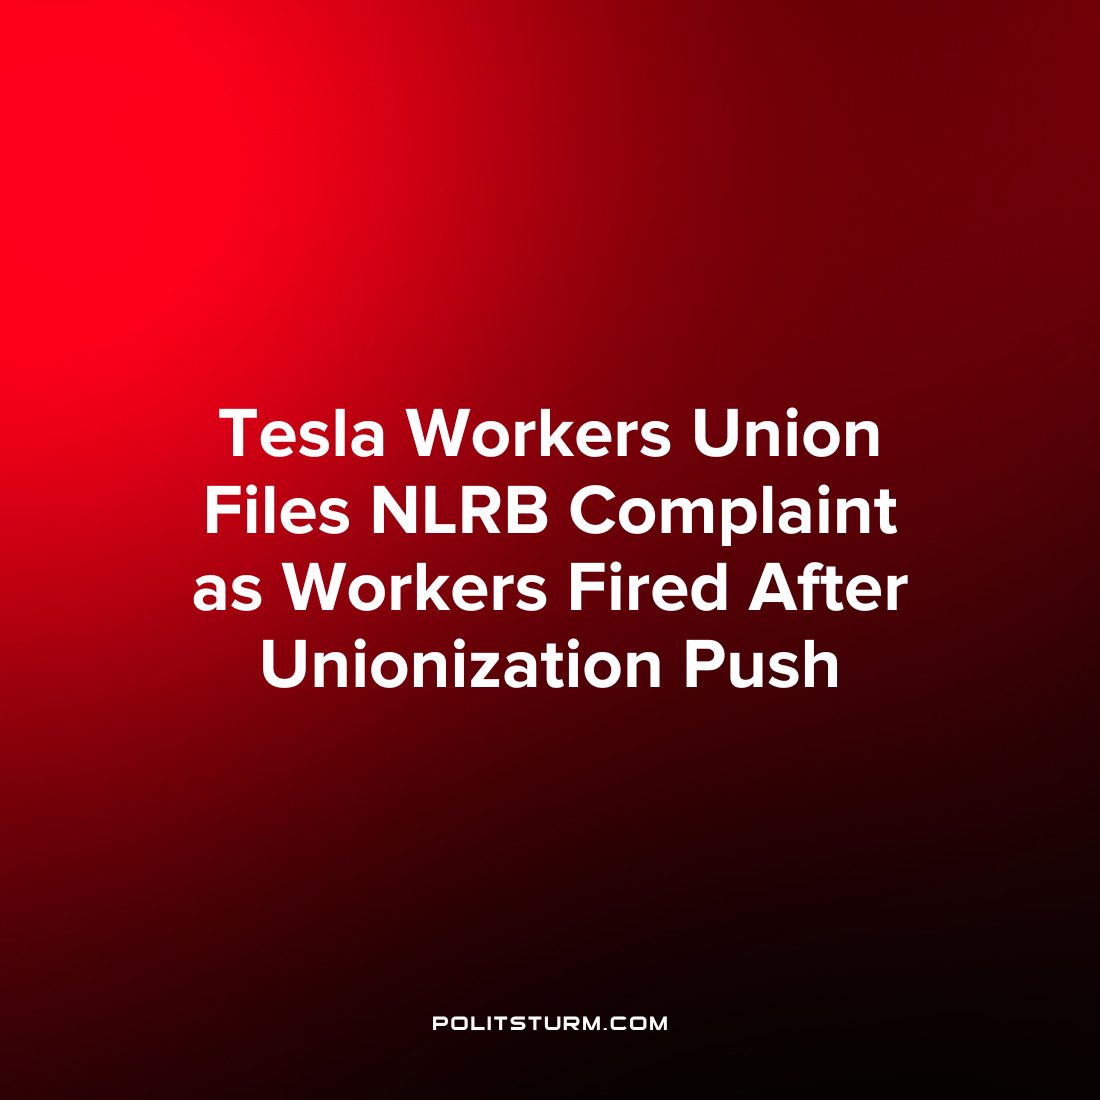 Tesla Workers Union
Files NLRB Complaint
as Workers Fired After
Unionization Push
POLITSTURM.COM